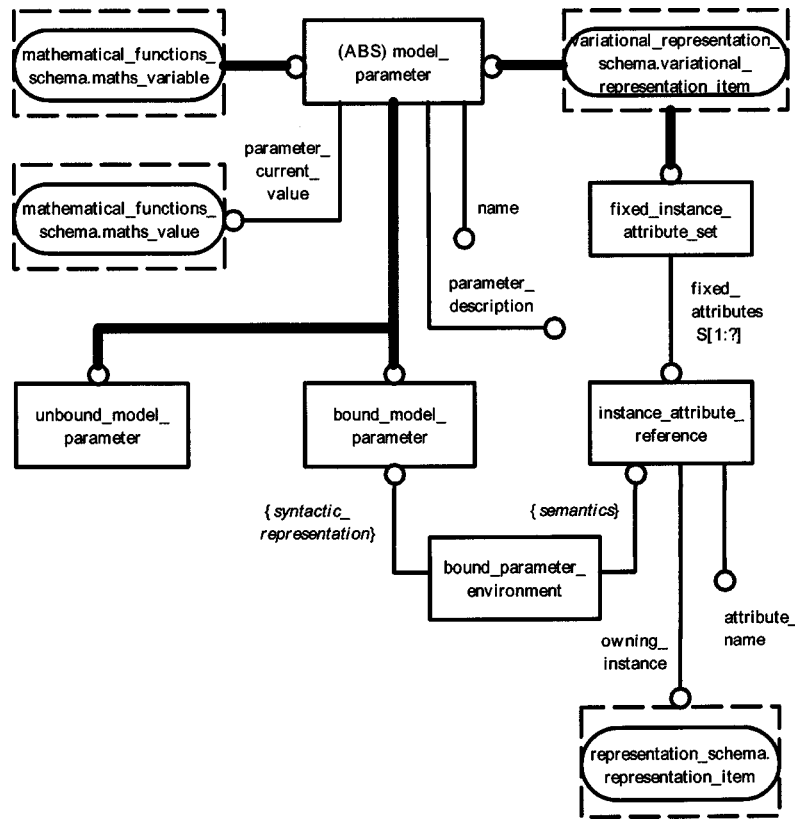 mathematical_functions_
schema.maths_variable
(ABS) model_
parameter
variational_representation_
schema.variational_
representation_item
parameter_
current_
value
mathematical_functions_
schema.maths_value
name
fixed_instance_
attribute_set
parameter_
description
fixed_
attributes
S[1:?]
unbound_model_
parameter
bound_model_
parameter
instance_attribute_
reference
{syntactic_
representation}
{semantics}
bound_parameter_
environment
attribute_
name
owning_
instance
representation_schema.
representation_item